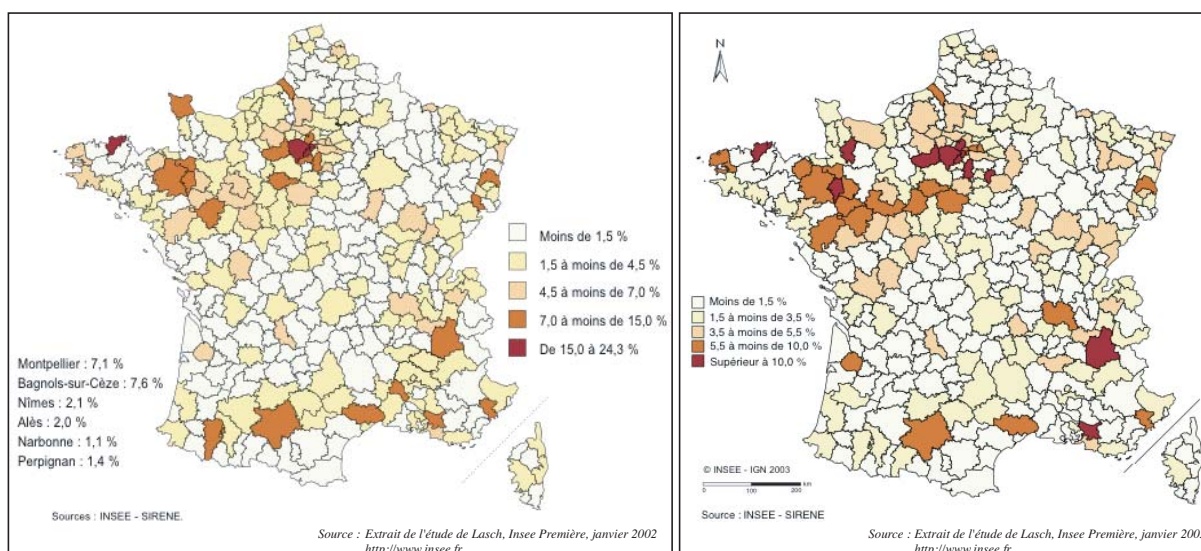 Moins de 1,5 %
1,5 à moins de 4,5 %
4,5 à moins de 7,0 %
7,0 à moins de 15,0 %
De 15,0 à 24,3 %
Montpellier : 7,1 %
Bagnols-sur-Cèze : 7,6 %
Nîmes : 2,1 %
Alès : 2,0 %
Narbonne : 1,1 %
Perpignan : 1,4 %
Sources : INSEE - SIRENE.
Source : Extrait de l'étude de Lasch, Insee Première, janvier 2002
http://www.insee.fr
N
Moins de 1,5 %
1,5 à moins de 3,5 %
3,5 à moins de 5,5 %
5,5 à moins de 10,0 %
Supérieur à 10,0 %
© INSEE - IGN 2003
0 100 200 km
Source : INSEE - SIRENE
Source : Extrait de l'étude de Lasch, Insee Première, janvier 200
http://www.insee.fr